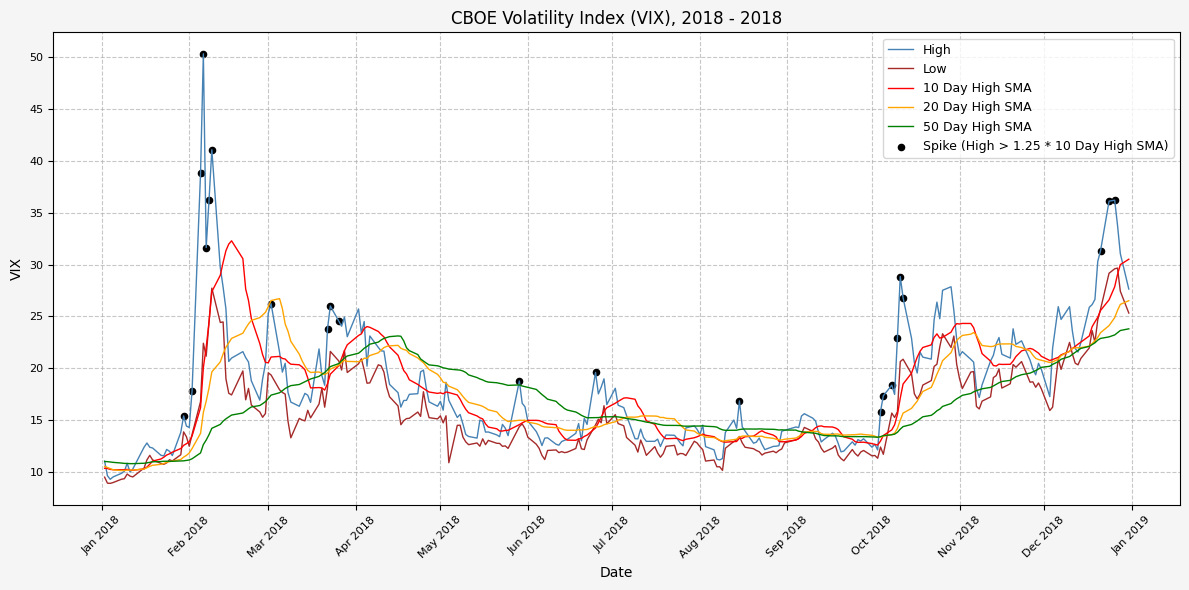 CBOE Volatility Index (VIX), 2018 - 2018
High
Low
10 Day High SMA
20 Day High SMA
50 Day High SMA
Spike (High > 1.25 * 10 Day High SMA)
VIX
50
45
40
35
30
25
20
15
10
Jan 2018
Feb 2018
Mar 2018
Apr 2018
May 2018
Jun 2018
Jul 2018
Aug 2018
Sep 2018
Oct 2018
Nov 2018
Dec 2018
Jan 2019
Date